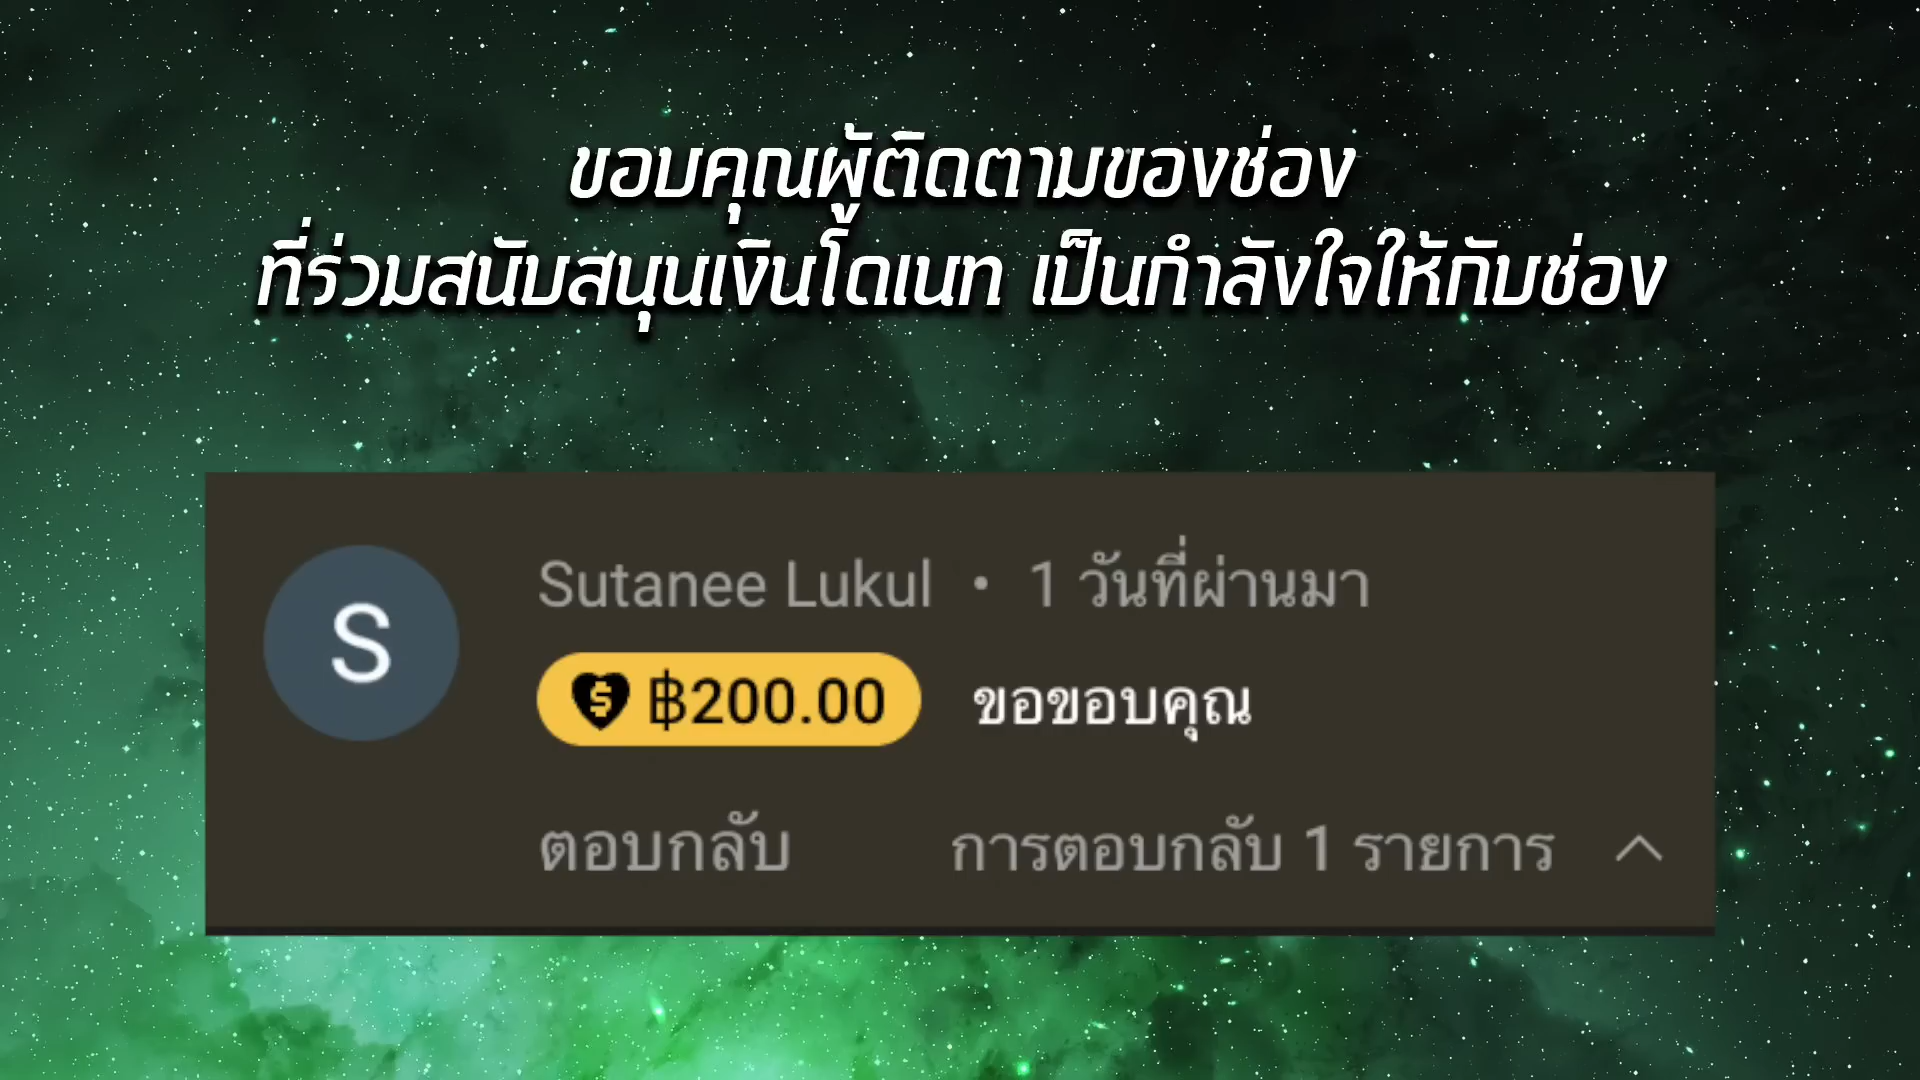 ขอบคุณผู้ติดตามของช่อง
ที่ร่วมสนับสนุนเงินโดเนท เป็นกำลังใจให้กับช่อง
S
Sutanee Lukul • 1 วันที่ผ่านมา
฿200.00 ขอขอบคุณ
ตอบกลับ การตอบกลับ 1 รายการ